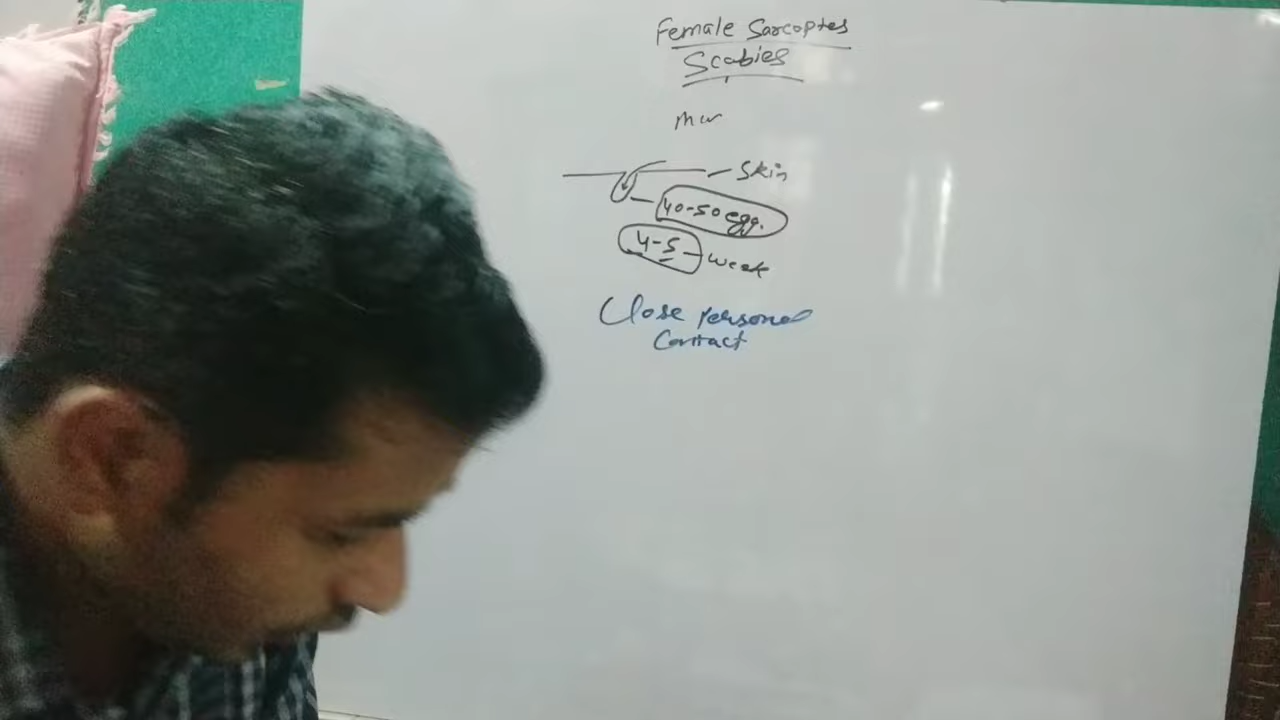 Female Sarcoptes
Scabies
Skin
40-50 egg.
4-5 - week
Close personal
Contact